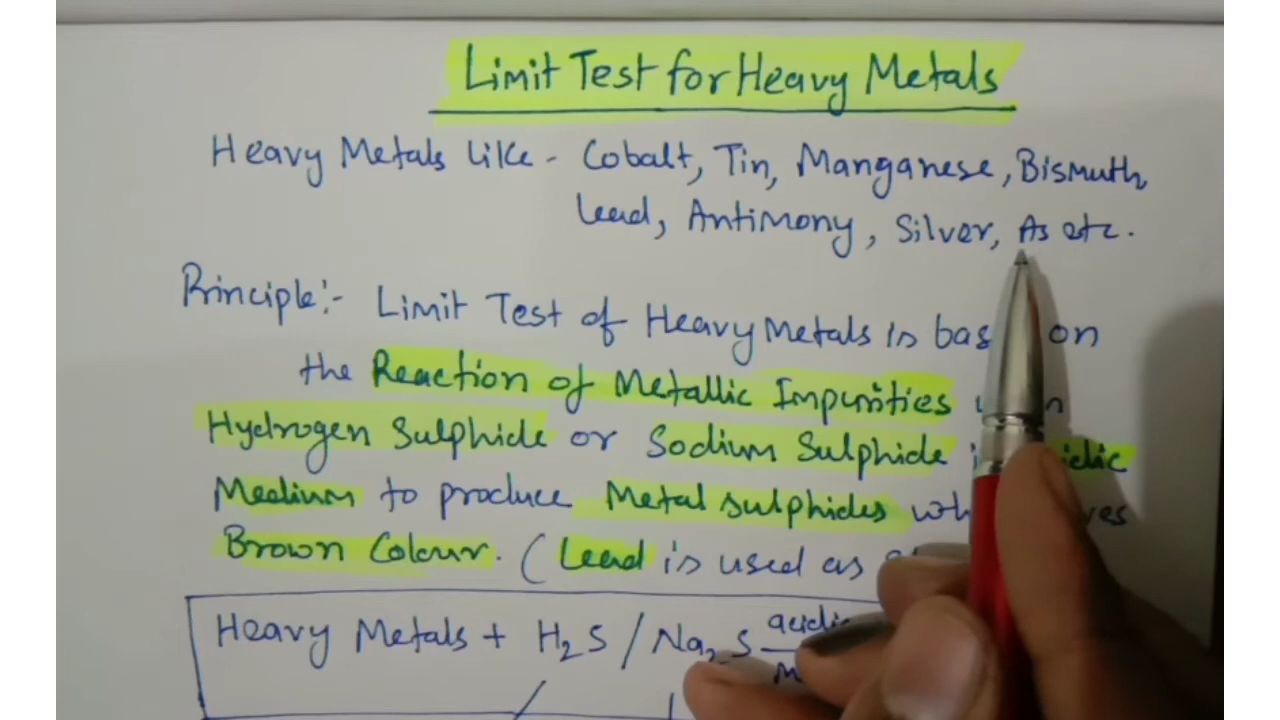 Limit Test for Heavy Metals
Heavy Metals like - Cobalt, Tin, Manganese, Bismuth,
Lead, Antimony, Silver, As etc.
Principle:- Limit Test of Heavy Metals is bas on
the Reaction of Metallic Impurities
Hydrogen Sulphide or Sodium Sulphide
Medium to produce Metal sulphides
Brown Colour. (Lead is used as
Heavy Metals + H₂S / Na₂S